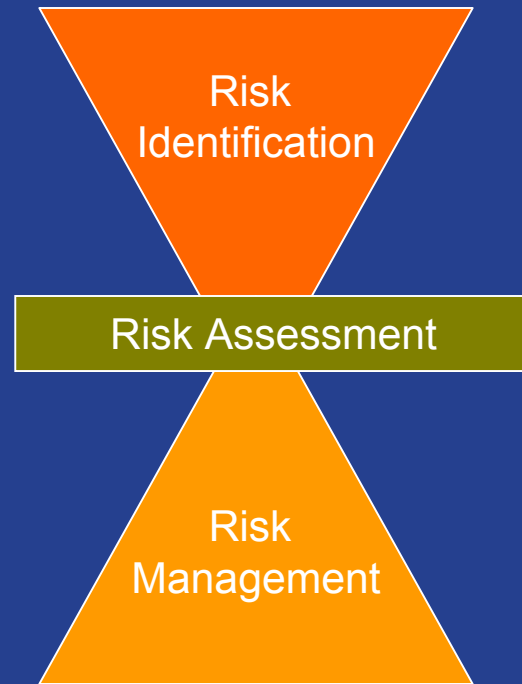 Risk
Identification
Risk Assessment
Risk
Management